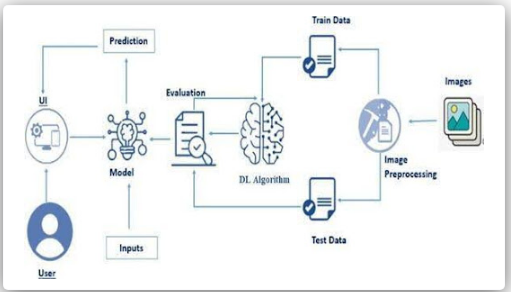 Train Data
Prediction
Images
UI
Evaluation
Model
DL Algorithm
Image
Preprocessing
Inputs
Test Data
User